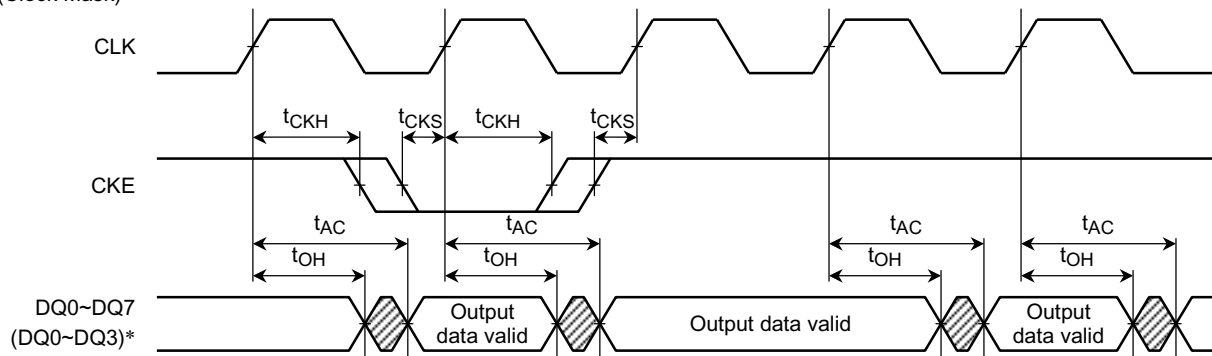 (Clock Mask)
CLK
tCKH
tCKS
tCKH
tCKS
CKE
tAC
tAC
tAC
tAC
tOH
tOH
tOH
tOH
DQ0~DQ7
(DQ0~DQ3)*
Output
data valid
Output data valid
Output
data valid